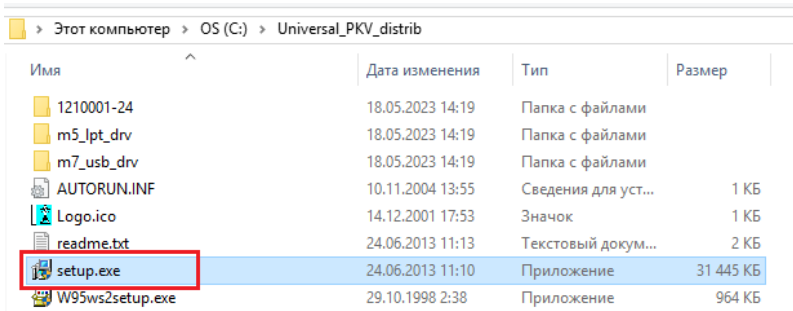 Этот компьютер > OS (C:) > Universal_PKV_distrib
Имя Дата изменения Тип Размер
1210001-24 18.05.2023 14:19 Папка с файлами
m5_lpt_drv 18.05.2023 14:19 Папка с файлами
m7_usb_drv 18.05.2023 14:19 Папка с файлами
AUTORUN.INF 10.11.2004 13:55 Сведения для уст... 1 КБ
Logo.ico 14.12.2001 17:53 Значок 1 КБ
readme.txt 24.06.2013 11:13 Текстовый докум... 2 КБ
setup.exe 24.06.2013 11:10 Приложение 31 445 КБ
W95ws2setup.exe 29.10.1998 2:38 Приложение 964 КБ